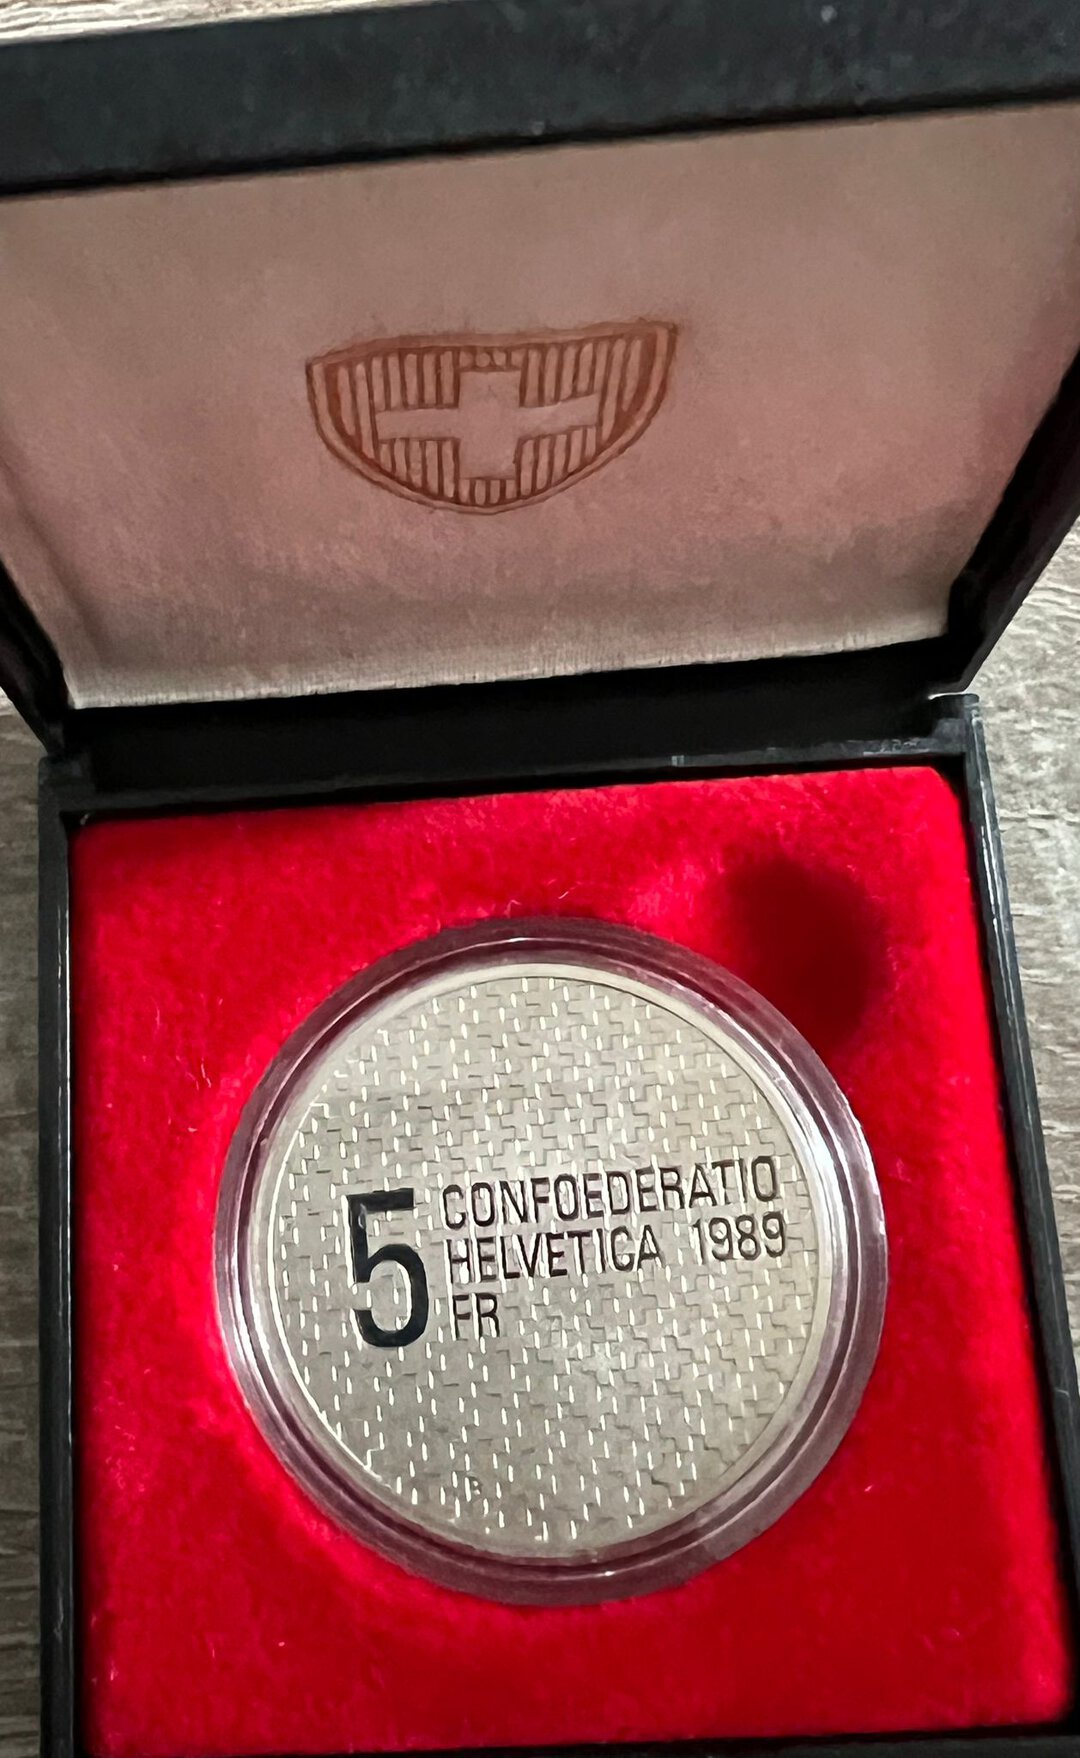 5 CONFOEDERATIO
HELVETICA 1989
FR
B